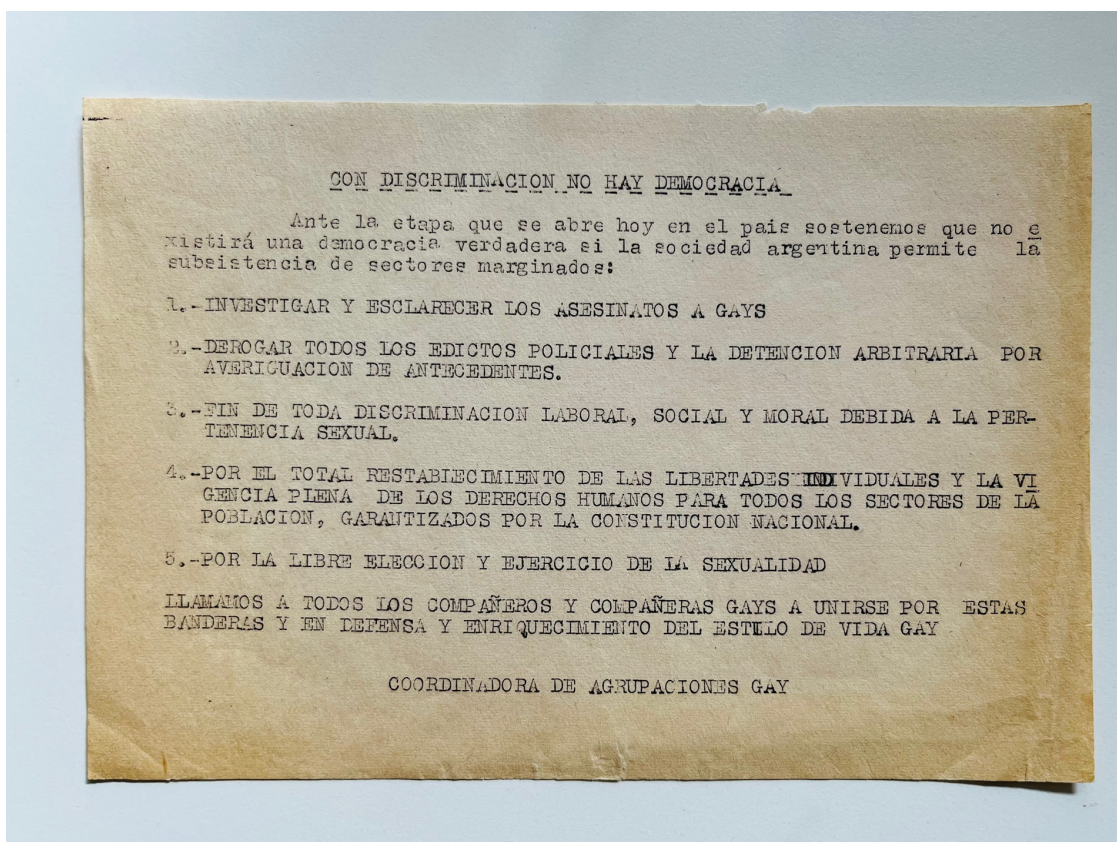 CON DISCRIMINACION NO HAY DEMOCRACIA
Ante la etapa que se abre hoy en el pais sostenemos que no e
xistirá una democracia verdadera si la sociedad argentina permite la
subsistencia de sectores marginados:
1.-INVESTIGAR Y ESCLARECER LOS ASESINATOS A GAYS
2.-DEROGAR TODOS LOS EDICTOS POLICIALES Y LA DETENCION ARBITRARIA POR
AVERIGUACION DE ANTECEDENTES.
3.-FIN DE TODA DISCRIMINACION LABORAL, SOCIAL Y MORAL DEBIDA A LA PER-
TENENCIA SEXUAL.
4.-POR EL TOTAL RESTABLECIMIENTO DE LAS LIBERTADES INDIVIDUALES Y LA VI
GENCIA PLENA DE LOS DERECHOS HUMANOS PARA TODOS LOS SECTORES DE LA
POBLACION, GARANTIZADOS POR LA CONSTITUCION NACIONAL.
5.-POR LA LIBRE ELECCION Y EJERCICIO DE LA SEXUALIDAD
LLAMAMOS A TODOS LOS COMPAÑEROS Y COMPAÑERAS GAYS A UNIRSE POR ESTAS
BANDERAS Y EN DEFENSA Y ENRIQUECIMIENTO DEL ESTILO DE VIDA GAY
COORDINADORA DE AGRUPACIONES GAY